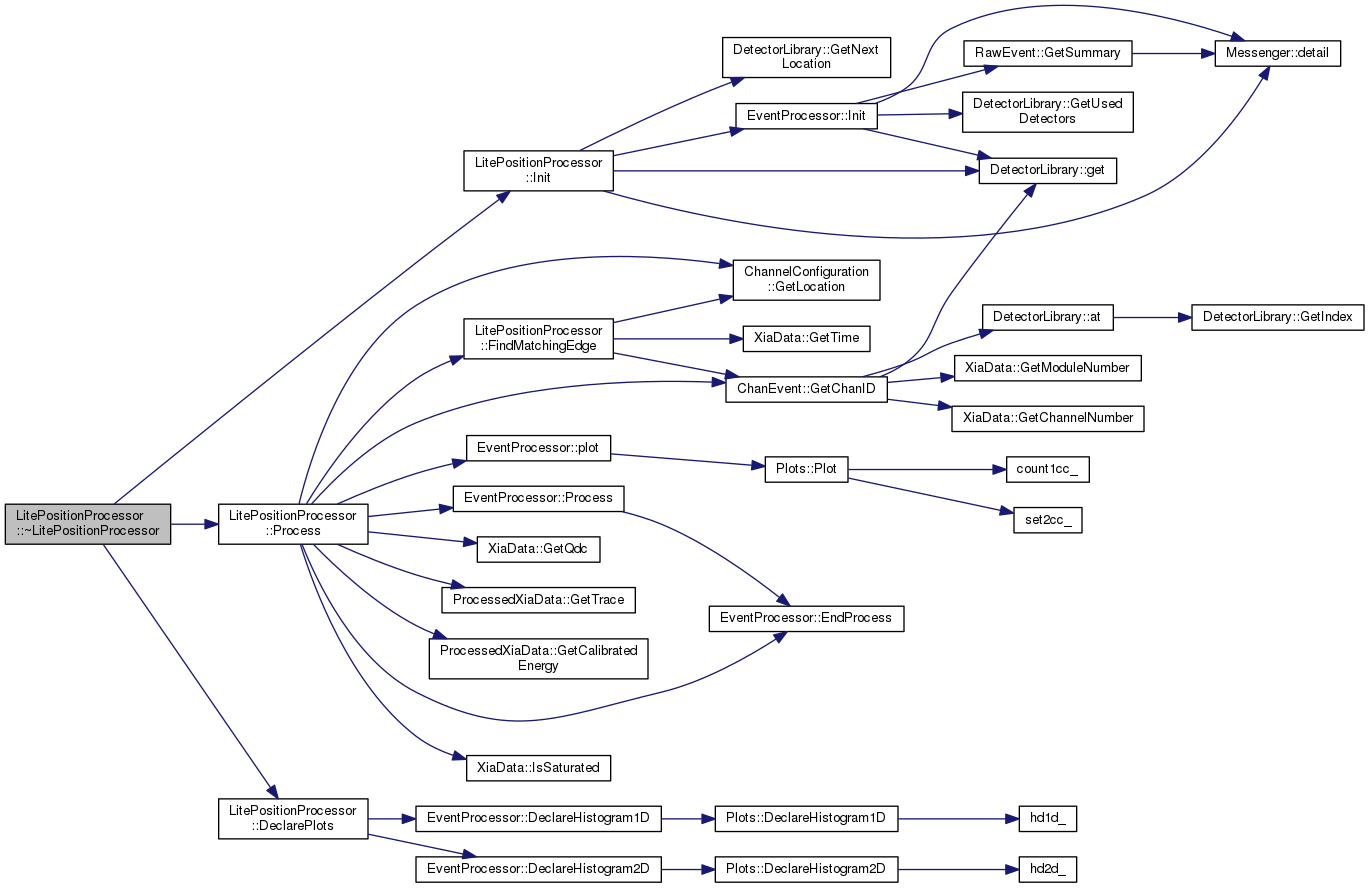 DetectorLibrary::GetNext
Location
RawEvent::GetSummary
Messenger::detail
EventProcessor::Init
DetectorLibrary::GetUsed
Detectors
LitePositionProcessor
::Init
DetectorLibrary::get
ChannelConfiguration
::GetLocation
LitePositionProcessor
::FindMatchingEdge
XiaData::GetTime
DetectorLibrary::at
DetectorLibrary::GetIndex
ChanEvent::GetChanID
XiaData::GetModuleNumber
XiaData::GetChannelNumber
EventProcessor::plot
Plots::Plot
count1cc_
set2cc_
LitePositionProcessor
::~LitePositionProcessor
LitePositionProcessor
::Process
EventProcessor::Process
XiaData::GetQdc
ProcessedXiaData::GetTrace
EventProcessor::EndProcess
ProcessedXiaData::GetCalibrated
Energy
XiaData::IsSaturated
LitePositionProcessor
::DeclarePlots
EventProcessor::DeclareHistogram1D
Plots::DeclareHistogram1D
hd1d_
EventProcessor::DeclareHistogram2D
Plots::DeclareHistogram2D
hd2d_